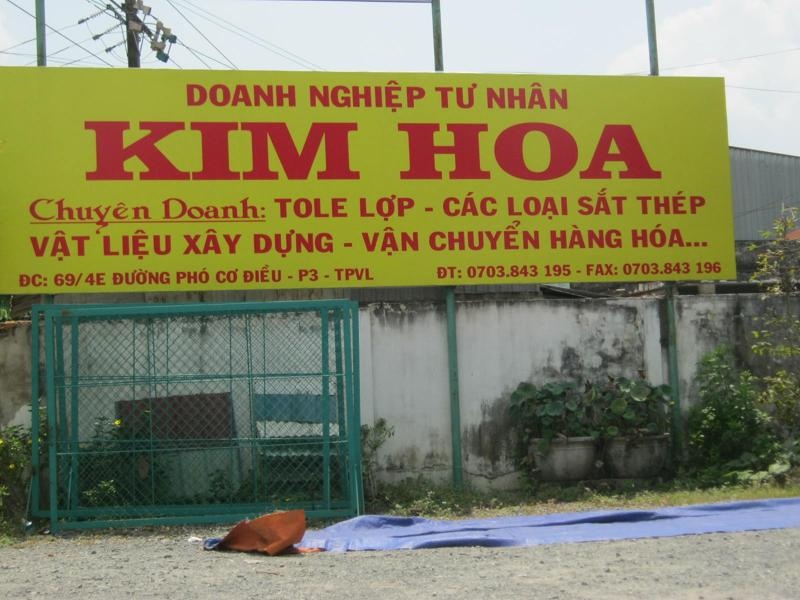 DOANH NGHIỆP TƯ NHÂN
KIM HOA
Chuyên Doanh: TOLE LỢP - CÁC LOẠI SẮT THÉP
VẬT LIỆU XÂY DỰNG - VẬN CHUYỂN HÀNG HÓA...
ĐC: 69/4E ĐƯỜNG PHÓ CƠ ĐIỀU - P3 - TPVL ĐT: 0703.843 195 - FAX: 0703.843 196